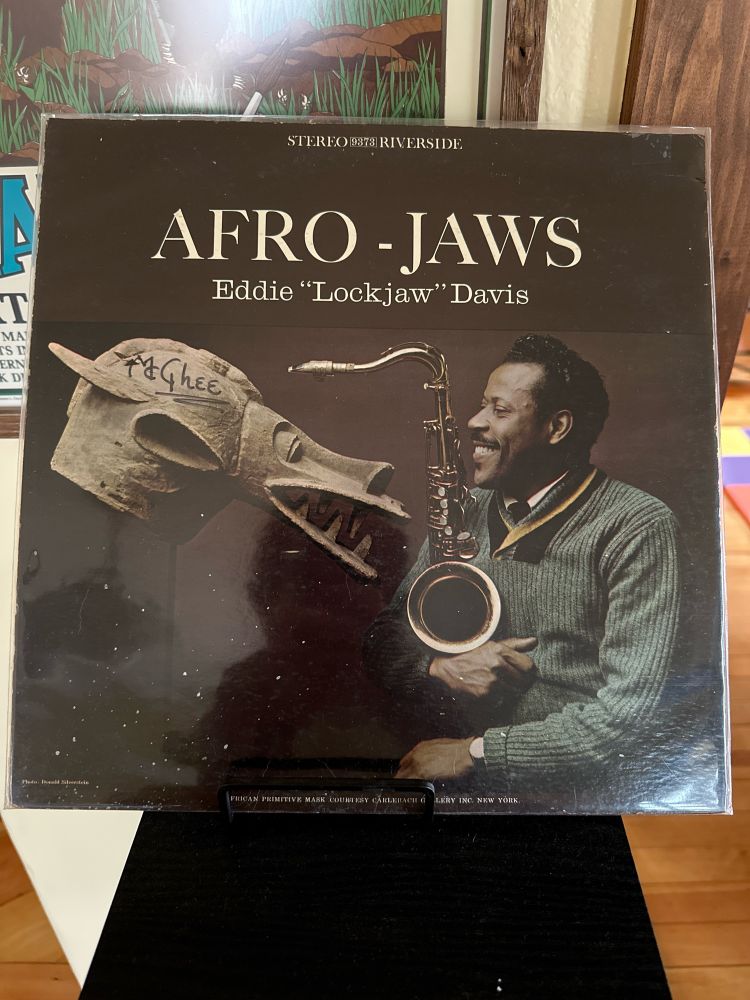 STEREO 9373 RIVERSIDE
AFRO-JAWS
Eddie “Lockjaw” Davis
McGhee
Photo: Donald Silverstein
FRICAN PRIMITIVE MASK COURTESY CARLEBACH G LLERY INC. NEW YORK.